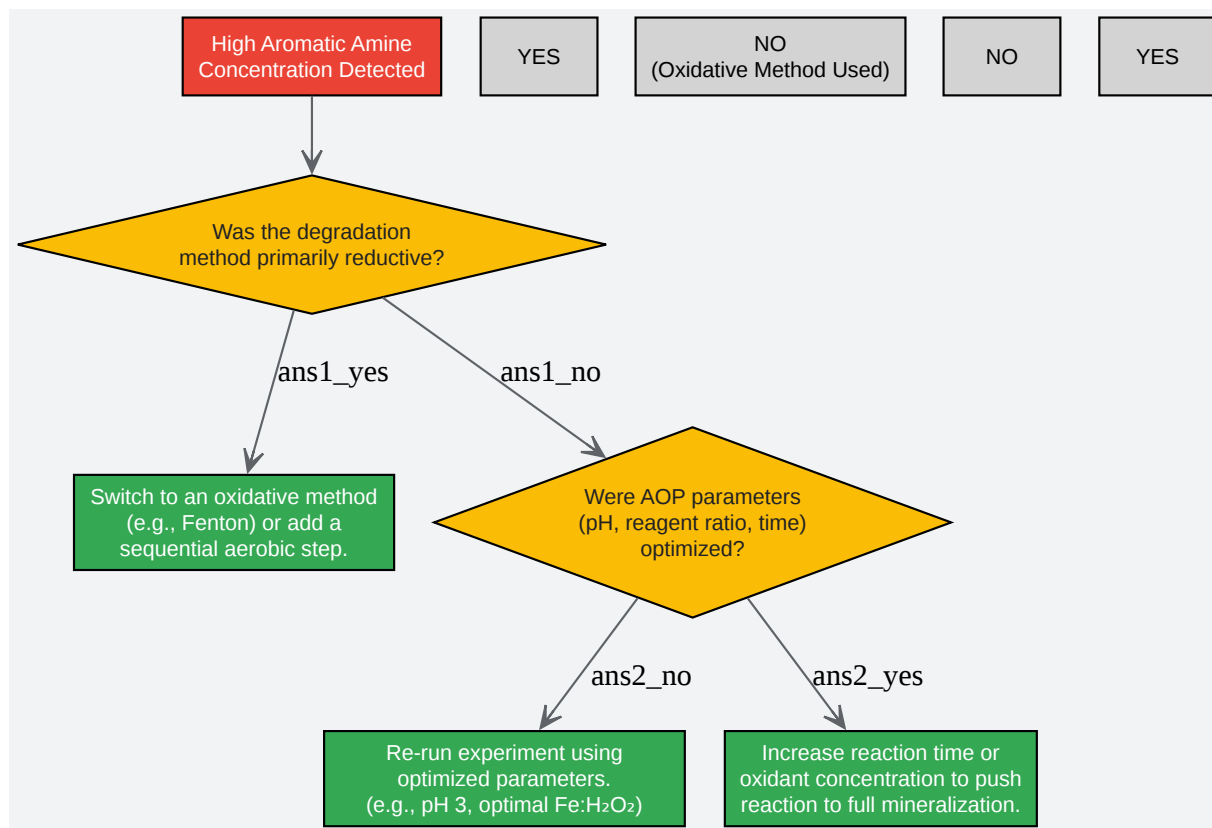 High Aromatic Amine
Concentration Detected
YES
NO
(Oxidative Method Used)
NO
YES
Was the degradation
method primarily reductive?
ans1_yes
ans1_no
Switch to an oxidative method
(e.g., Fenton) or add a
sequential aerobic step.
Were AOP parameters
(pH, reagent ratio, time)
optimized?
ans2_no
ans2_yes
Re-run experiment using
optimized parameters.
(e.g., pH 3, optimal Fe:H₂O₂)
Increase reaction time or
oxidant concentration to push
reaction to full mineralization.